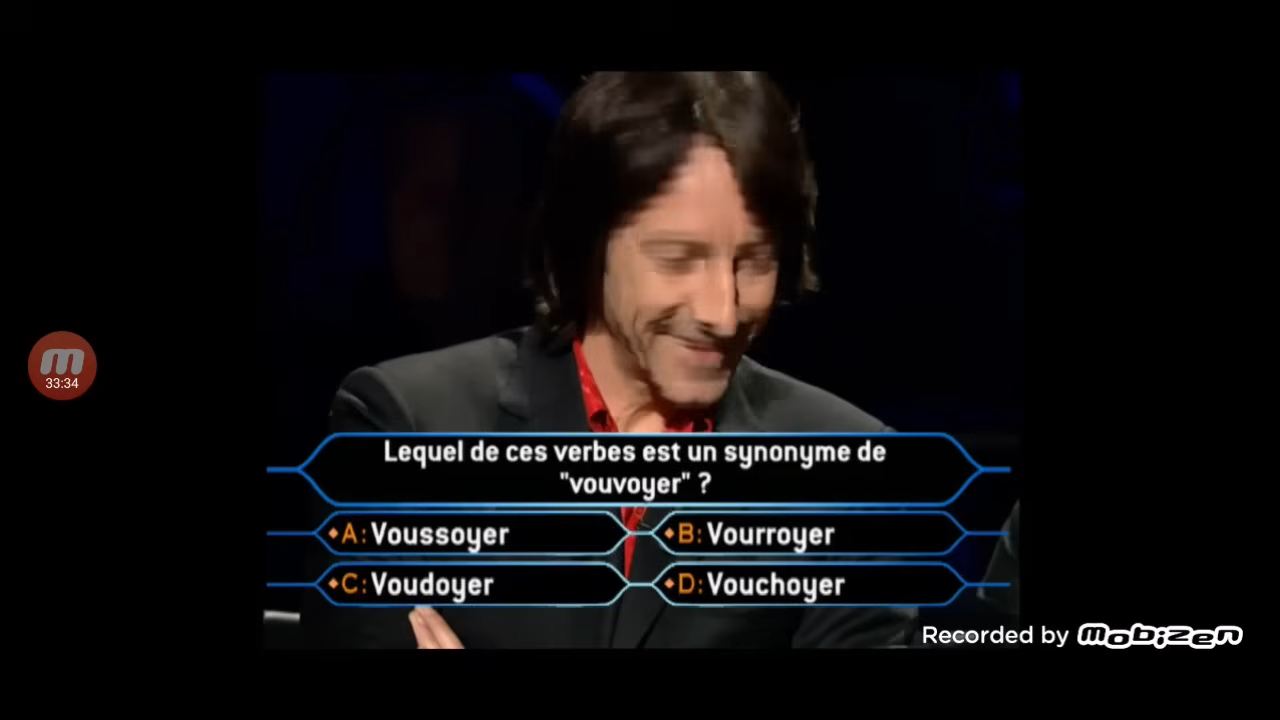 Lequel de ces verbes est un synonyme de
"vouvoyer" ?
A: Voussoyer
B: Vourroyer
C: Voudoyer
D: Vouchoyer
33:34
Recorded by mobizen